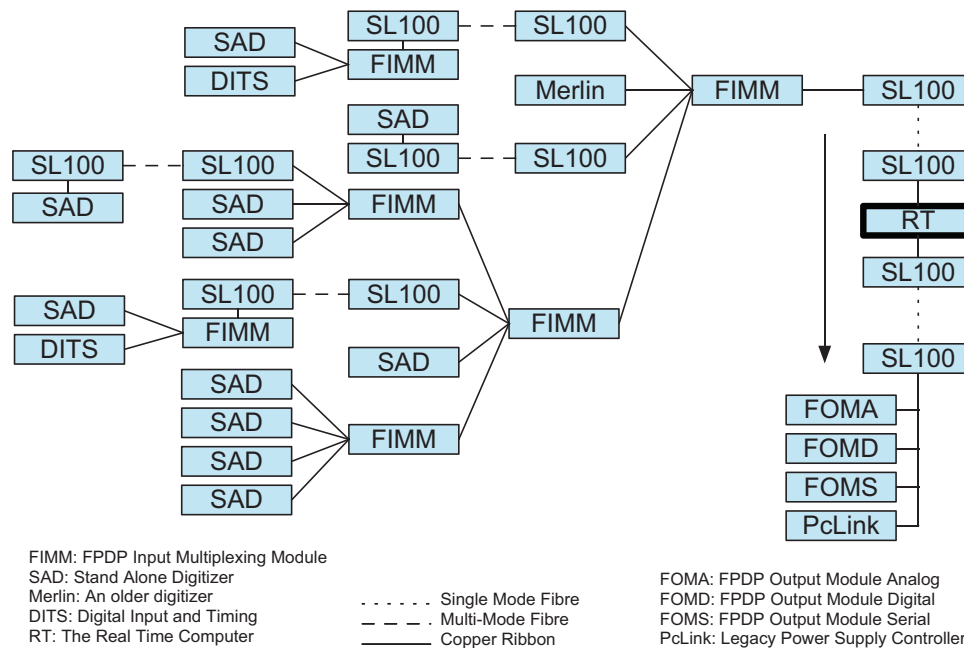 SL100
SL100
SAD
FIMM
DITS
Merlin
FIMM
SL100
SAD
SL100
SL100
SL100
SL100
SL100
SAD
SAD
FIMM
RT
SAD
SL100
SL100
SL100
SAD
FIMM
FIMM
DITS
SAD
SL100
SAD
FOMA
SAD
FIMM
FOMD
SAD
FOMS
SAD
PcLink
FIMM: FPDP Input Multiplexing Module
SAD: Stand Alone Digitizer
Merlin: An older digitizer
DITS: Digital Input and Timing
RT: The Real Time Computer
Single Mode Fibre
Multi-Mode Fibre
Copper Ribbon
FOMA: FPDP Output Module Analog
FOMD: FPDP Output Module Digital
FOMS: FPDP Output Module Serial
PcLink: Legacy Power Supply Controller